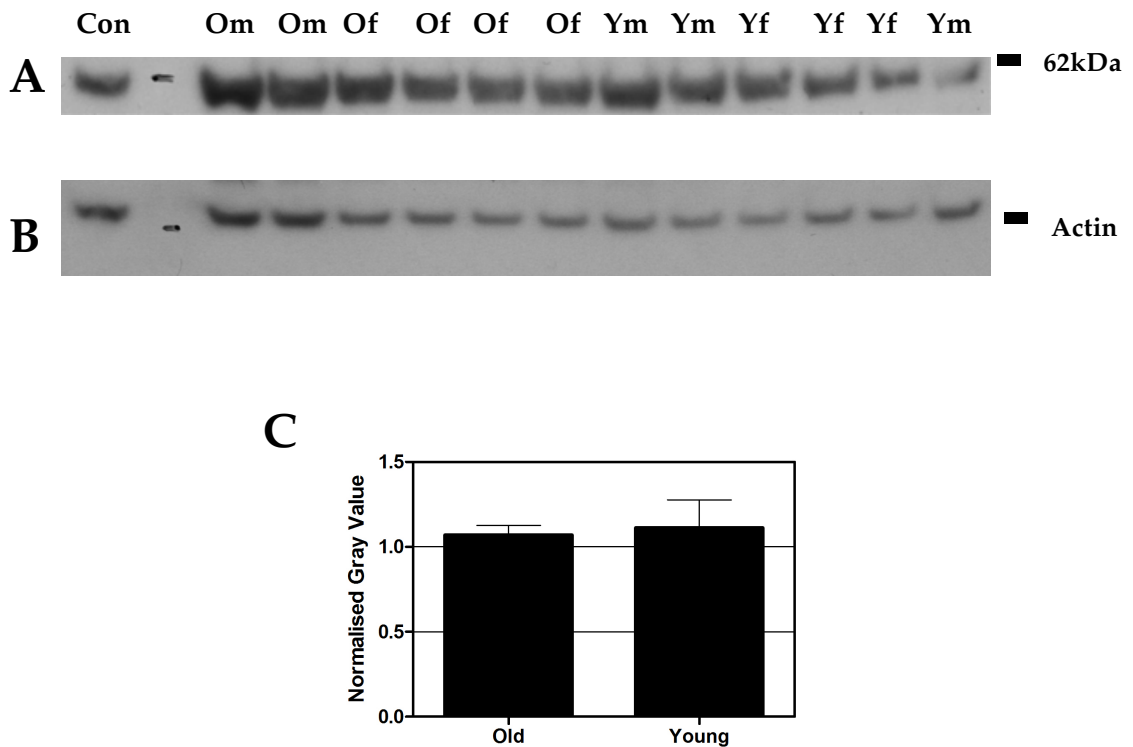 Con Om Om Of Of Of Of Ym Ym Yf Yf Yf Ym
A 62kDa
B Actin
C
1.5
1.0
0.5
0.0
Normalised Gray Value
Old Young